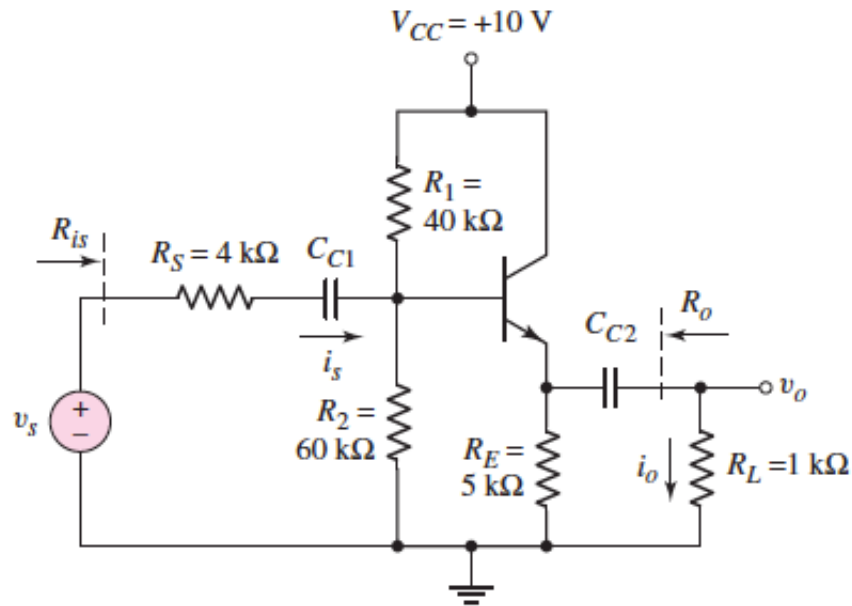 V_CC = +10 V
R_1 =
40 kΩ
R_is
R_S = 4 kΩ
C_C1
i_s
v_s
+
−
R_2 =
60 kΩ
C_C2
R_o
v_o
R_E =
5 kΩ
i_o
R_L =1 kΩ